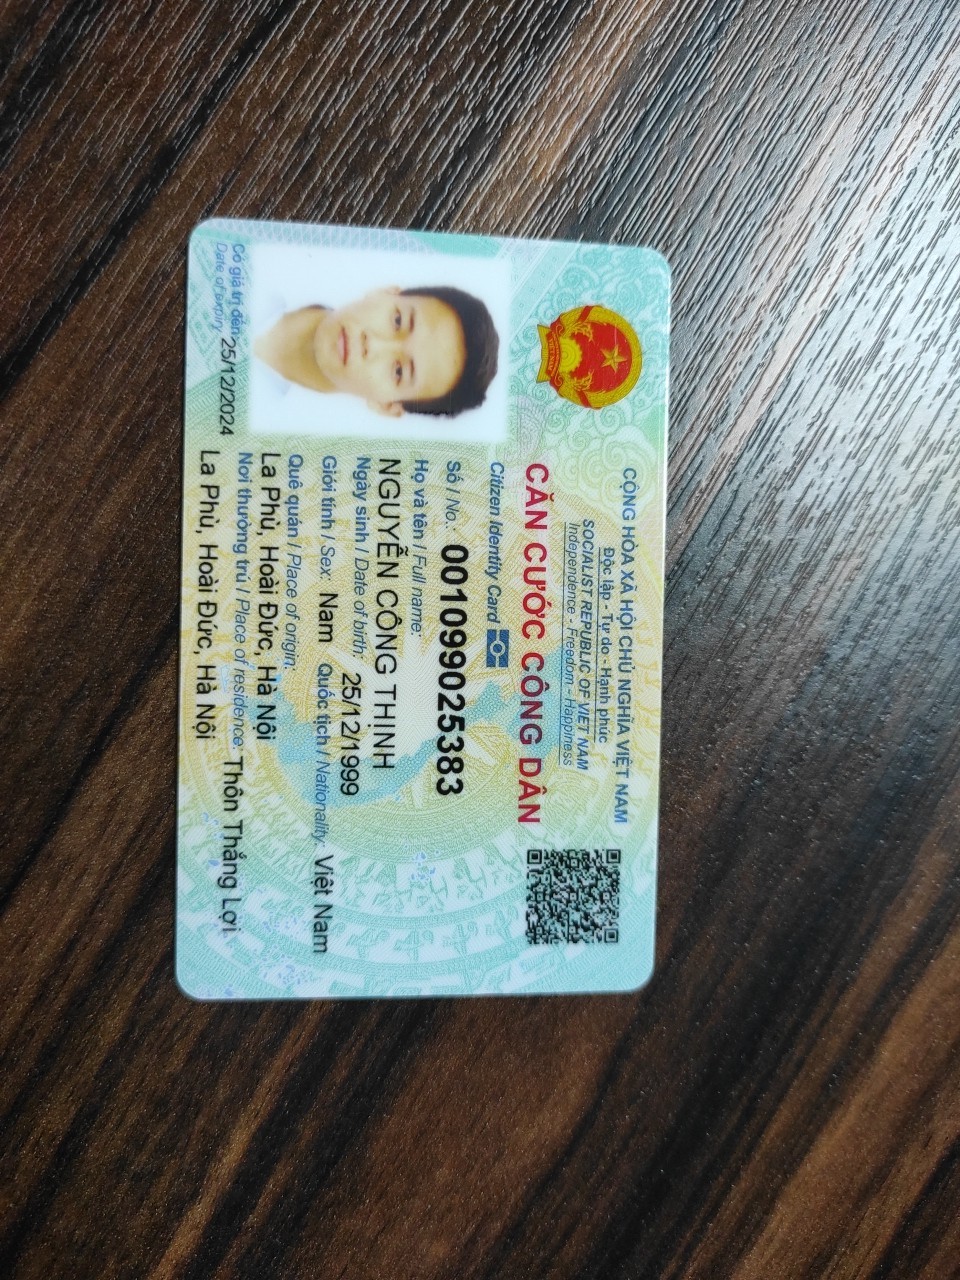 CỘNG HÒA XÃ HỘI CHỦ NGHĨA VIỆT NAM
Độc lập - Tự do - Hạnh phúc
SOCIALIST REPUBLIC OF VIET NAM
Independence - Freedom - Happiness
CĂN CƯỚC CÔNG DÂN
Citizen Identity Card
Số / No.: 001099025383
Họ và tên / Full name:
NGUYỄN CÔNG THỊNH
Ngày sinh / Date of birth: 25/12/1999
Giới tính / Sex: Nam Quốc tịch / Nationality: Việt Nam
Quê quán / Place of origin:
La Phù, Hoài Đức, Hà Nội
Nơi thường trú / Place of residence: Thôn Thắng Lợi
La Phù, Hoài Đức, Hà Nội
Có giá trị đến: 25/12/2024
Date of expiry
VIỆT NAM